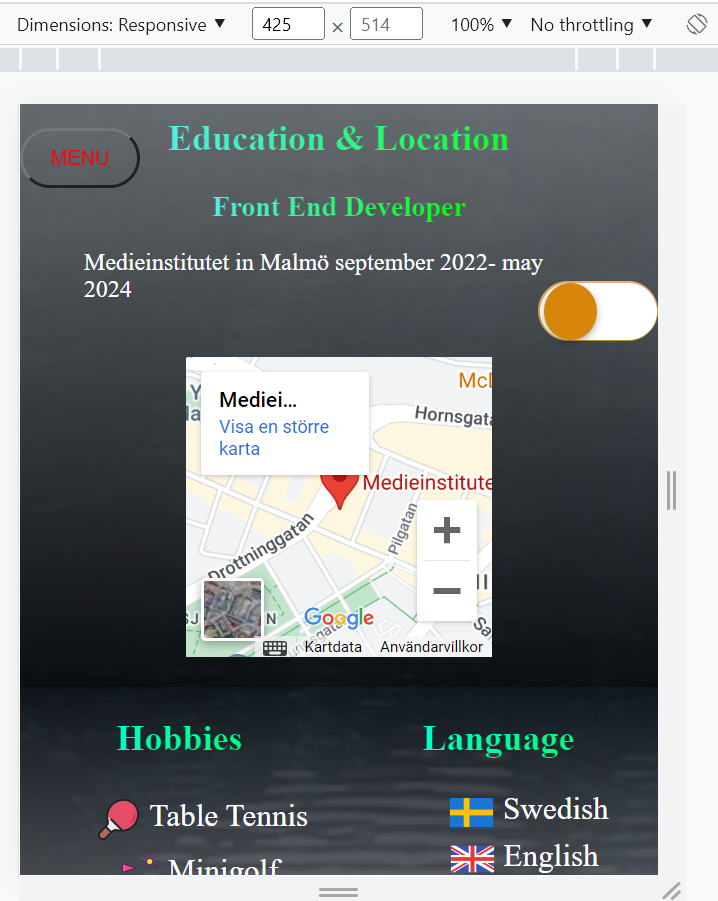 Dimensions: Responsive ▼ 425 × 514 100% ▼ No throttling ▼
MENU
Education & Location
Front End Developer
Medieinstitutet in Malmö september 2022- may
2024
Mediei...
Visa en större
karta
McD
Hornsgata
Medieinstitute
Pilgatan
Drottninggatan
Google
Kartdata Användarvillkor
Hobbies
Language
Table Tennis
Swedish
Minigolf
English